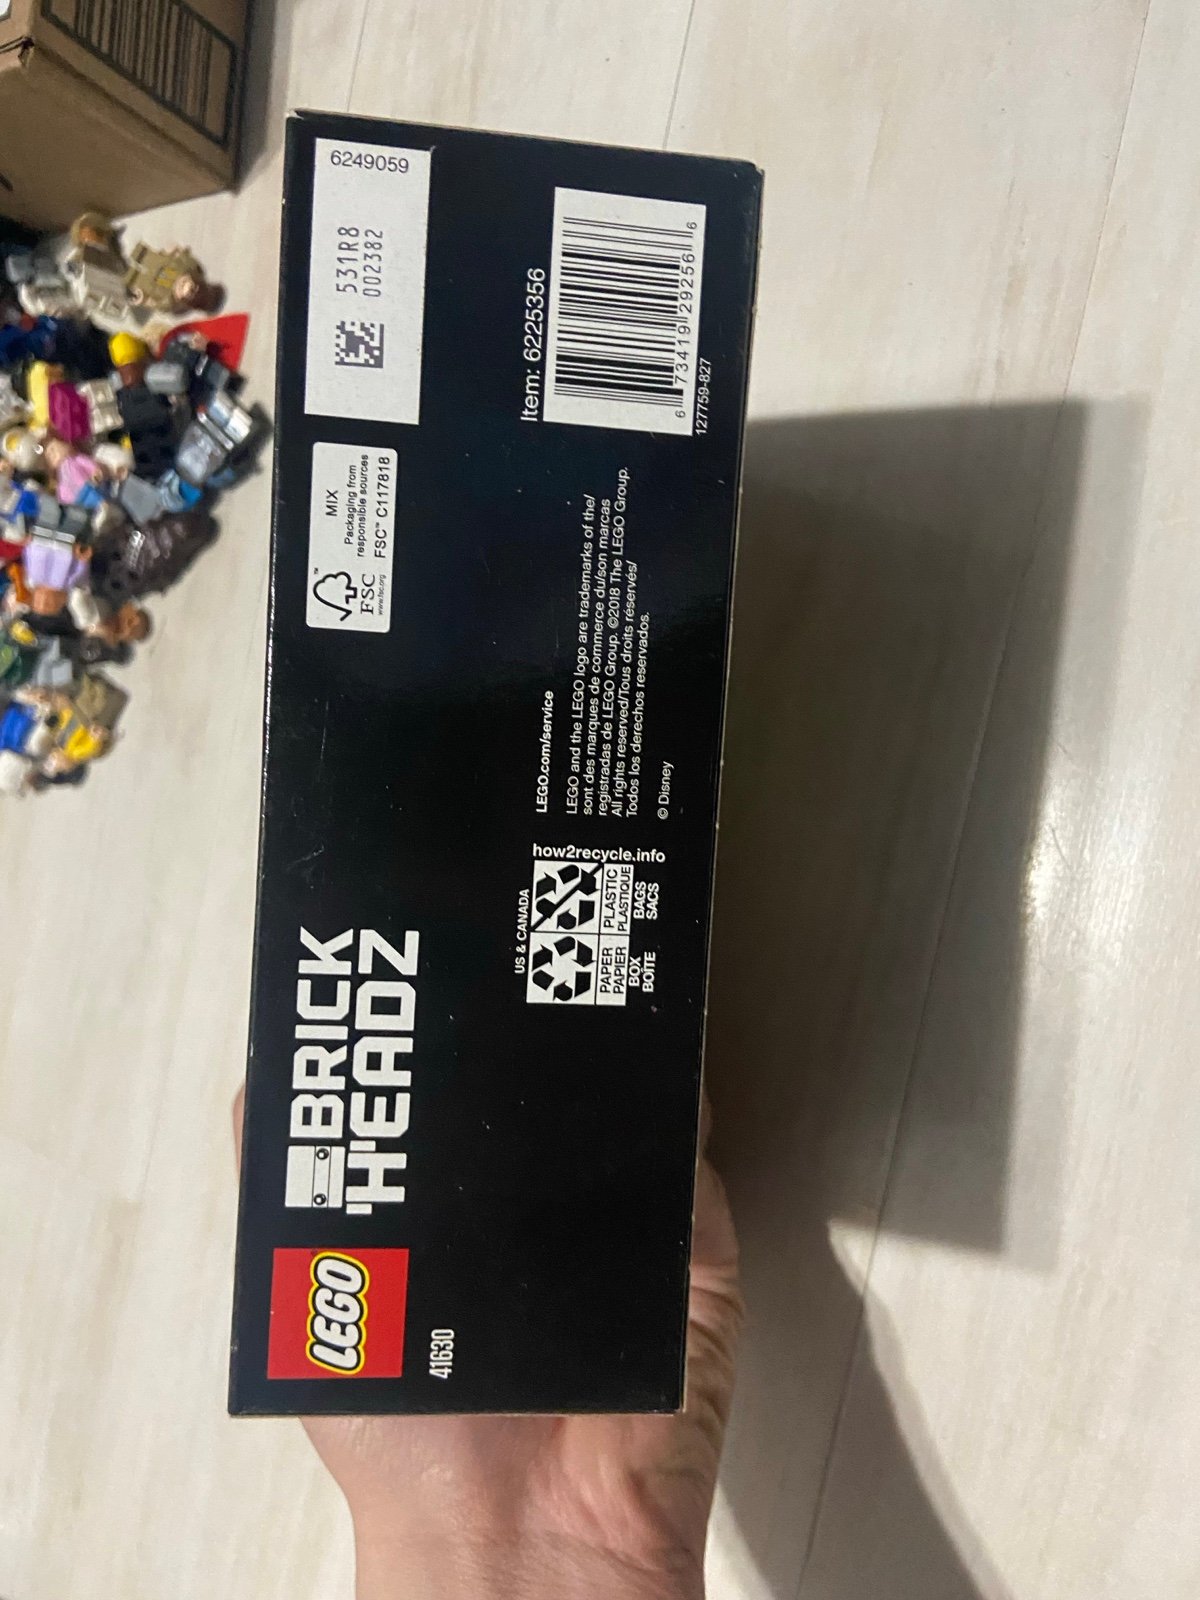 LEGO
BRICK
'HEADZ
41630
US & CANADA
how2recycle.info
PAPER
PAPIER
BOX
BOÎTE
PLASTIC
PLASTIQUE
BAGS
SACS
LEGO.com/service
LEGO and the LEGO logo are trademarks of the/
sont des marques de commerce du/son marcas
registradas de LEGO Group. ©2018 The LEGO Group.
All rights reserved/Tous droits réservés/
Todos los derechos reservados.
© Disney
FSC
www.fsc.org
MIX
Packaging from
responsible sources
FSC™ C117818
6249059
531R8
002382
Item: 6225356
6 73419 29256 6
127759-827